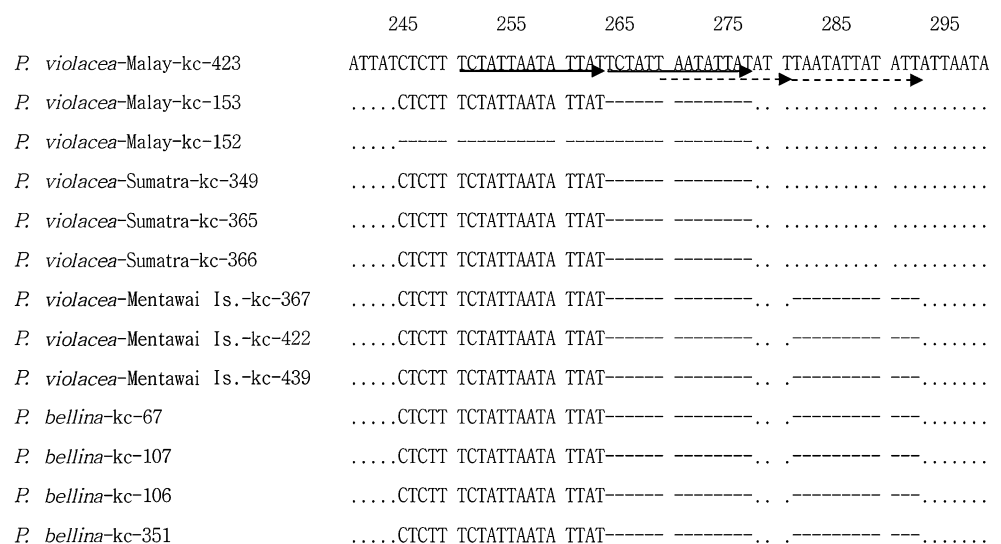 245 255 265 275 285 295
P. violacea-Malay-kc-423 ATTATCTCTT TCTATTAATA TTATTCTATT AATATTATAT TTAATATTAT ATTATTAATA
P. violacea-Malay-kc-153 .....CTCTT TCTATTAATA TTAT------ --------.. .......... ..........
P. violacea-Malay-kc-152 .....----- ---------- ---------- --------.. .......... ..........
P. violacea-Sumatra-kc-349 .....CTCTT TCTATTAATA TTAT------ --------.. .......... ..........
P. violacea-Sumatra-kc-365 .....CTCTT TCTATTAATA TTAT------ --------.. .......... ..........
P. violacea-Sumatra-kc-366 .....CTCTT TCTATTAATA TTAT------ --------.. .......... ..........
P. violacea-Mentawai Is.-kc-367 .....CTCTT TCTATTAATA TTAT------ --------.. .--------- ---.......
P. violacea-Mentawai Is.-kc-422 .....CTCTT TCTATTAATA TTAT------ --------.. .--------- ---.......
P. violacea-Mentawai Is.-kc-439 .....CTCTT TCTATTAATA TTAT------ --------.. .--------- ---.......
P. bellina-kc-67 .....CTCTT TCTATTAATA TTAT------ --------.. .--------- ---.......
P. bellina-kc-107 .....CTCTT TCTATTAATA TTAT------ --------.. .--------- ---.......
P. bellina-kc-106 .....CTCTT TCTATTAATA TTAT------ --------.. .--------- ---.......
P. bellina-kc-351 .....CTCTT TCTATTAATA TTAT------ --------.. .--------- ---.......